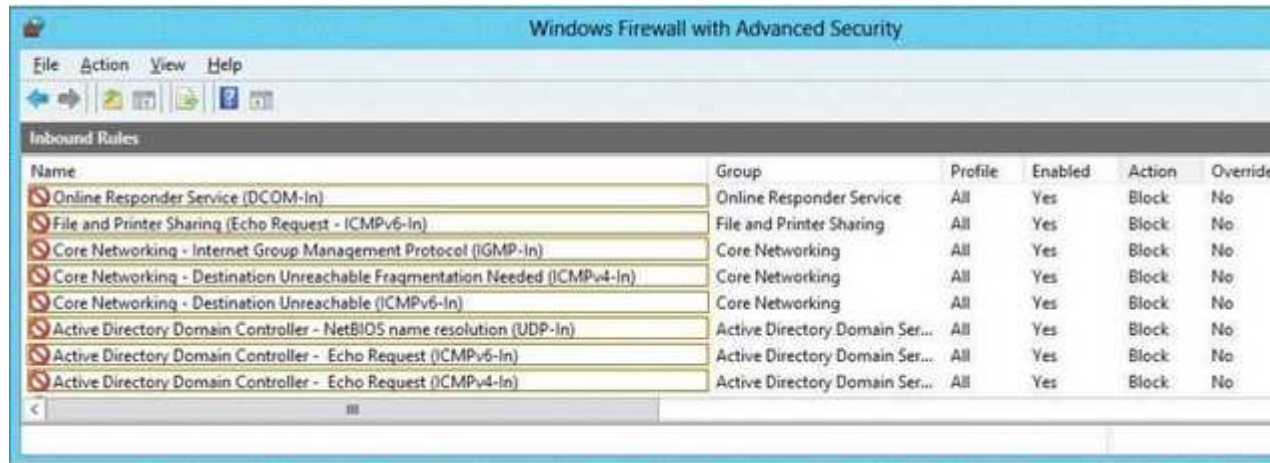 Windows Firewall with Advanced Security
File Action View Help
Inbound Rules
Name Group Profile Enabled Action Override
Online Responder Service (DCOM-In) Online Responder Service All Yes Block No
File and Printer Sharing (Echo Request - ICMPv6-In) File and Printer Sharing All Yes Block No
Core Networking - Internet Group Management Protocol (IGMP-In) Core Networking All Yes Block No
Core Networking - Destination Unreachable Fragmentation Needed (ICMPv4-In) Core Networking All Yes Block No
Core Networking - Destination Unreachable (ICMPv6-In) Core Networking All Yes Block No
Active Directory Domain Controller - NetBIOS name resolution (UDP-In) Active Directory Domain Ser... All Yes Block No
Active Directory Domain Controller - Echo Request (ICMPv6-In) Active Directory Domain Ser... All Yes Block No
Active Directory Domain Controller - Echo Request (ICMPv4-In) Active Directory Domain Ser... All Yes Block No